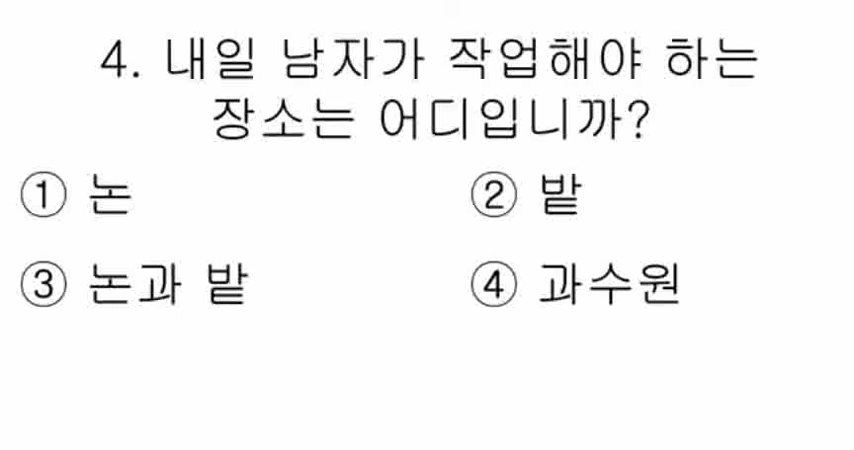 4. 내일 남자가 작업해야 하는
장소는 어디입니까?
① 논 ② 밭
③ 논과 밭 ④ 과수원